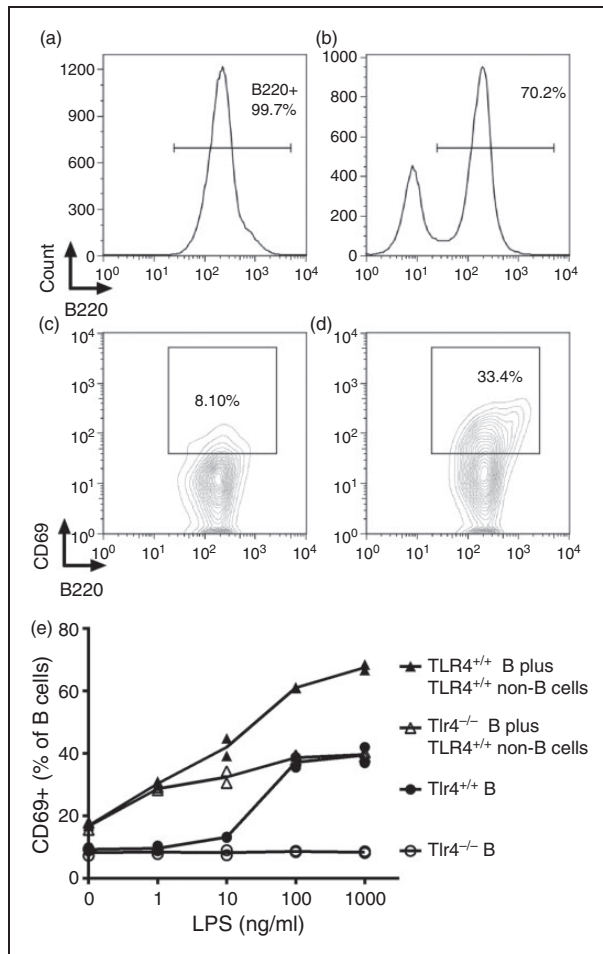 (a)
(b)
1200
900
600
300
0
B220+
99.7%
10⁰ 10¹ 10² 10³ 10⁴
1000
800
600
400
200
0
70.2%
10⁰ 10¹ 10² 10³ 10⁴
Count
B220
(c)
(d)
10⁴
10³
10²
10¹
10⁰
8.10%
10⁰ 10¹ 10² 10³ 10⁴
10⁴
10³
10²
10¹
10⁰
33.4%
10⁰ 10¹ 10² 10³ 10⁴
CD69
B220
(e)
80
60
40
20
0
CD69+ (% of B cells)
0 1 10 100 1000
LPS (ng/ml)
TLR4⁺/⁺ B plus
TLR4⁺/⁺ non-B cells
Tlr4⁻/⁻ B plus
TLR4⁺/⁺ non-B cells
Tlr4⁺/⁺ B
Tlr4⁻/⁻ B